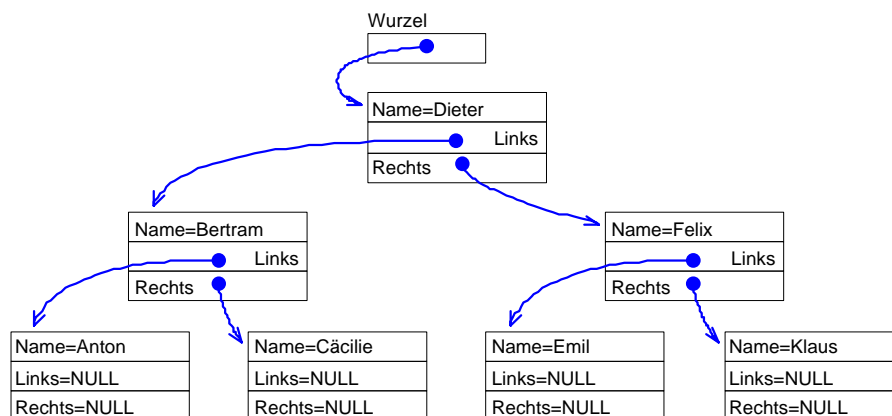 Wurzel
Name=Dieter
Links
Rechts
Name=Bertram
Links
Rechts
Name=Felix
Links
Rechts
Name=Anton
Links=NULL
Rechts=NULL
Name=Cäcilie
Links=NULL
Rechts=NULL
Name=Emil
Links=NULL
Rechts=NULL
Name=Klaus
Links=NULL
Rechts=NULL